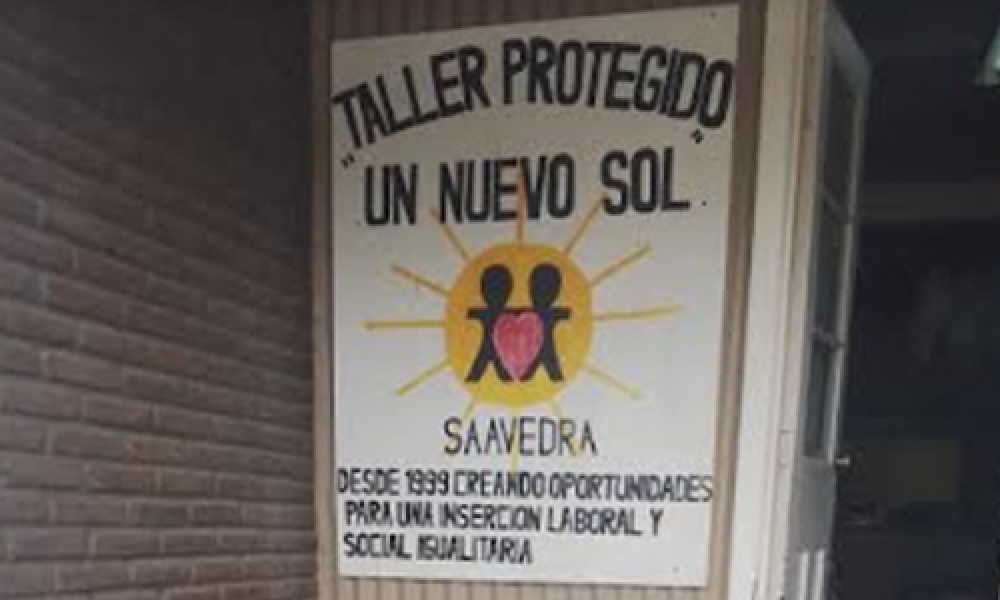 TALLER PROTEGIDO
"UN NUEVO SOL"
SAAVEDRA
DESDE 1999 CREANDO OPORTUNIDADES
PARA UNA INSERCION LABORAL Y
SOCIAL IGUALITARIA